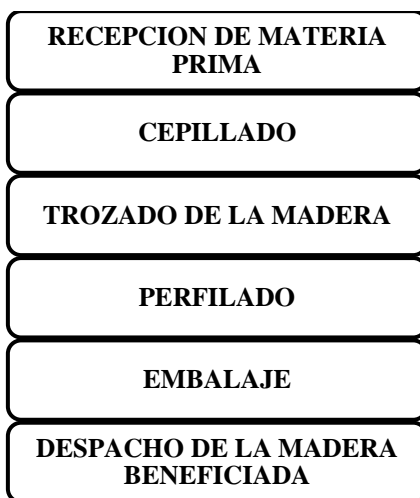 RECEPCION DE MATERIA
PRIMA
CEPILLADO
TROZADO DE LA MADERA
PERFILADO
EMBALAJE
DESPACHO DE LA MADERA
BENEFICIADA